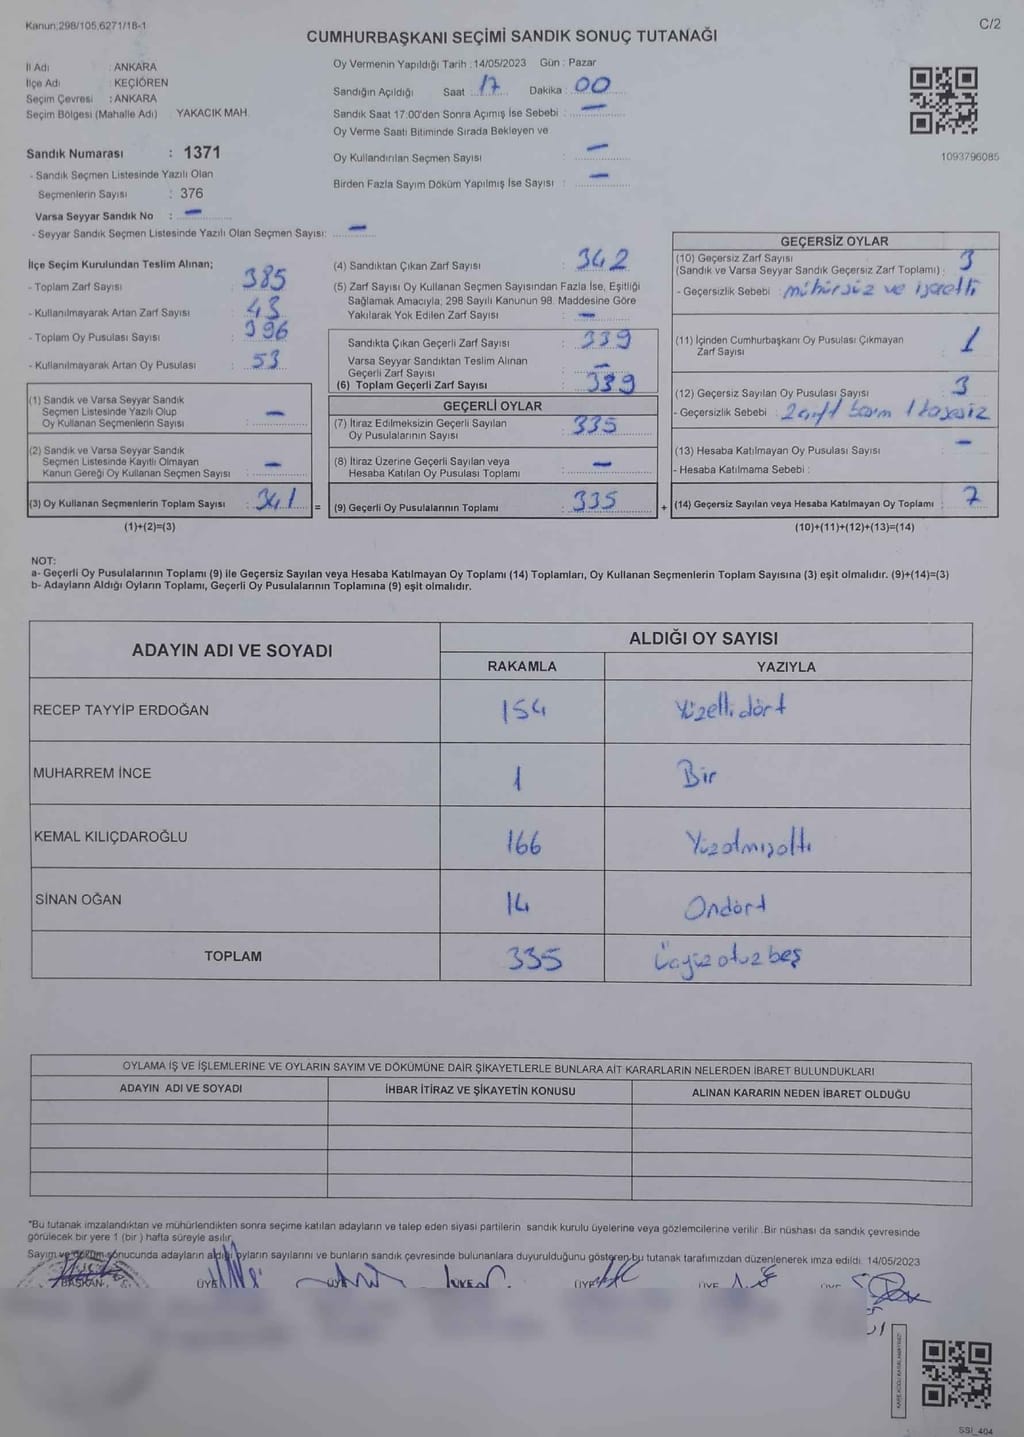 Kanun:298/105,6271/18-1
C/2
CUMHURBAŞKANI SEÇİMİ SANDIK SONUÇ TUTANAĞI
İl Adı : ANKARA
İlçe Adı : KEÇİÖREN
Seçim Çevresi : ANKARA
Seçim Bölgesi (Mahalle Adı) : YAKACIK MAH.
Sandık Numarası : 1371
- Sandık Seçmen Listesinde Yazılı Olan
Seçmenlerin Sayısı : 376
Varsa Seyyar Sandık No : —
- Seyyar Sandık Seçmen Listesinde Yazılı Olan Seçmen Sayısı: —
Oy Vermenin Yapıldığı Tarih : 14/05/2023 Gün : Pazar
Sandığın Açıldığı Saat : 17 Dakika : 00
Sandık Saat 17:00'den Sonra Açımış İse Sebebi : —
Oy Verme Saati Bitiminde Sırada Bekleyen ve
Oy Kullandırılan Seçmen Sayısı : —
Birden Fazla Sayım Döküm Yapılmış İse Sayısı : —
1093796085
İlçe Seçim Kurulundan Teslim Alınan;
- Toplam Zarf Sayısı : 385
- Kullanılmayarak Artan Zarf Sayısı : 43
- Toplam Oy Pusulası Sayısı : 396
- Kullanılmayarak Artan Oy Pusulası : 53
(1) Sandık ve Varsa Seyyar Sandık
Seçmen Listesinde Yazılı Olup
Oy Kullanan Seçmenlerin Sayısı : —
(2) Sandık ve Varsa Seyyar Sandık
Seçmen Listesinde Kayıtlı Olmayan
Kanun Gereği Oy Kullanan Seçmen Sayısı : —
(3) Oy Kullanan Seçmenlerin Toplam Sayısı : 341 =
(1)+(2)=(3)
(4) Sandıktan Çıkan Zarf Sayısı : 342
(5) Zarf Sayısı Oy Kullanan Seçmen Sayısından Fazla İse, Eşitliği
Sağlamak Amacıyla, 298 Sayılı Kanunun 98. Maddesine Göre
Yakılarak Yok Edilen Zarf Sayısı : —
Sandıkta Çıkan Geçerli Zarf Sayısı : 339
Varsa Seyyar Sandıktan Teslim Alınan
Geçerli Zarf Sayısı : —
(6) Toplam Geçerli Zarf Sayısı : 339
GEÇERLİ OYLAR
(7) İtiraz Edilmeksizin Geçerli Sayılan
Oy Pusulalarının Sayısı : 335
(8) İtiraz Üzerine Geçerli Sayılan veya
Hesaba Katılan Oy Pusulası Toplamı : —
(9) Geçerli Oy Pusulalarının Toplamı : 335 +
GEÇERSİZ OYLAR
(10) Geçersiz Zarf Sayısı
(Sandık ve Varsa Seyyar Sandık Geçersiz Zarf Toplamı) : 3
- Geçersizlik Sebebi : mühürsüz ve işaretli
(11) İçinden Cumhurbaşkanı Oy Pusulası Çıkmayan
Zarf Sayısı : 1
(12) Geçersiz Sayılan Oy Pusulası Sayısı : 3
- Geçersizlik Sebebi :
(13) Hesaba Katılmayan Oy Pusulası Sayısı : —
- Hesaba Katılmama Sebebi :
(14) Geçersiz Sayılan veya Hesaba Katılmayan Oy Toplamı : 7
(10)+(11)+(12)+(13)=(14)
NOT:
a- Geçerli Oy Pusulalarının Toplamı (9) ile Geçersiz Sayılan veya Hesaba Katılmayan Oy Toplamı (14) Toplamları, Oy Kullanan Seçmenlerin Toplam Sayısına (3) eşit olmalıdır. (9)+(14)=(3)
b- Adayların Aldığı Oyların Toplamı, Geçerli Oy Pusulalarının Toplamına (9) eşit olmalıdır.
ADAYIN ADI VE SOYADI
ALDIĞI OY SAYISI
RAKAMLA YAZIYLA
RECEP TAYYİP ERDOĞAN 154 Yüzellidört
MUHARREM İNCE 1 Bir
KEMAL KILIÇDAROĞLU 166 Yüzatmışaltı
SİNAN OĞAN 14 Ondört
TOPLAM 335 Üçyüzotuzbeş
OYLAMA İŞ VE İŞLEMLERİNE VE OYLARIN SAYIM VE DÖKÜMÜNE DAİR ŞİKAYETLERLE BUNLARA AİT KARARLARIN NELERDEN İBARET BULUNDUKLARI
ADAYIN ADI VE SOYADI İHBAR İTİRAZ VE ŞİKAYETİN KONUSU ALINAN KARARIN NEDEN İBARET OLDUĞU
*Bu tutanak imzalandıktan ve mühürlendikten sonra seçime katılan adayların ve talep eden siyasi partilerin sandık kurulu üyelerine veya gözlemcilerine verilir. Bir nüshası da sandık çevresinde
görülecek bir yere 1 (bir ) hafta süreyle asılır.
Sayım ve döküm sonucunda adayların aldığı oyların sayılarını ve bunların sandık çevresinde bulunanlara duyurulduğunu gösteren bu tutanak tarafımızdan düzenlenerek imza edildi. 14/05/2023
BAŞKAN ÜYE ÜYE ÜYE ÜYE ÜYE ÜYE
SSI_404